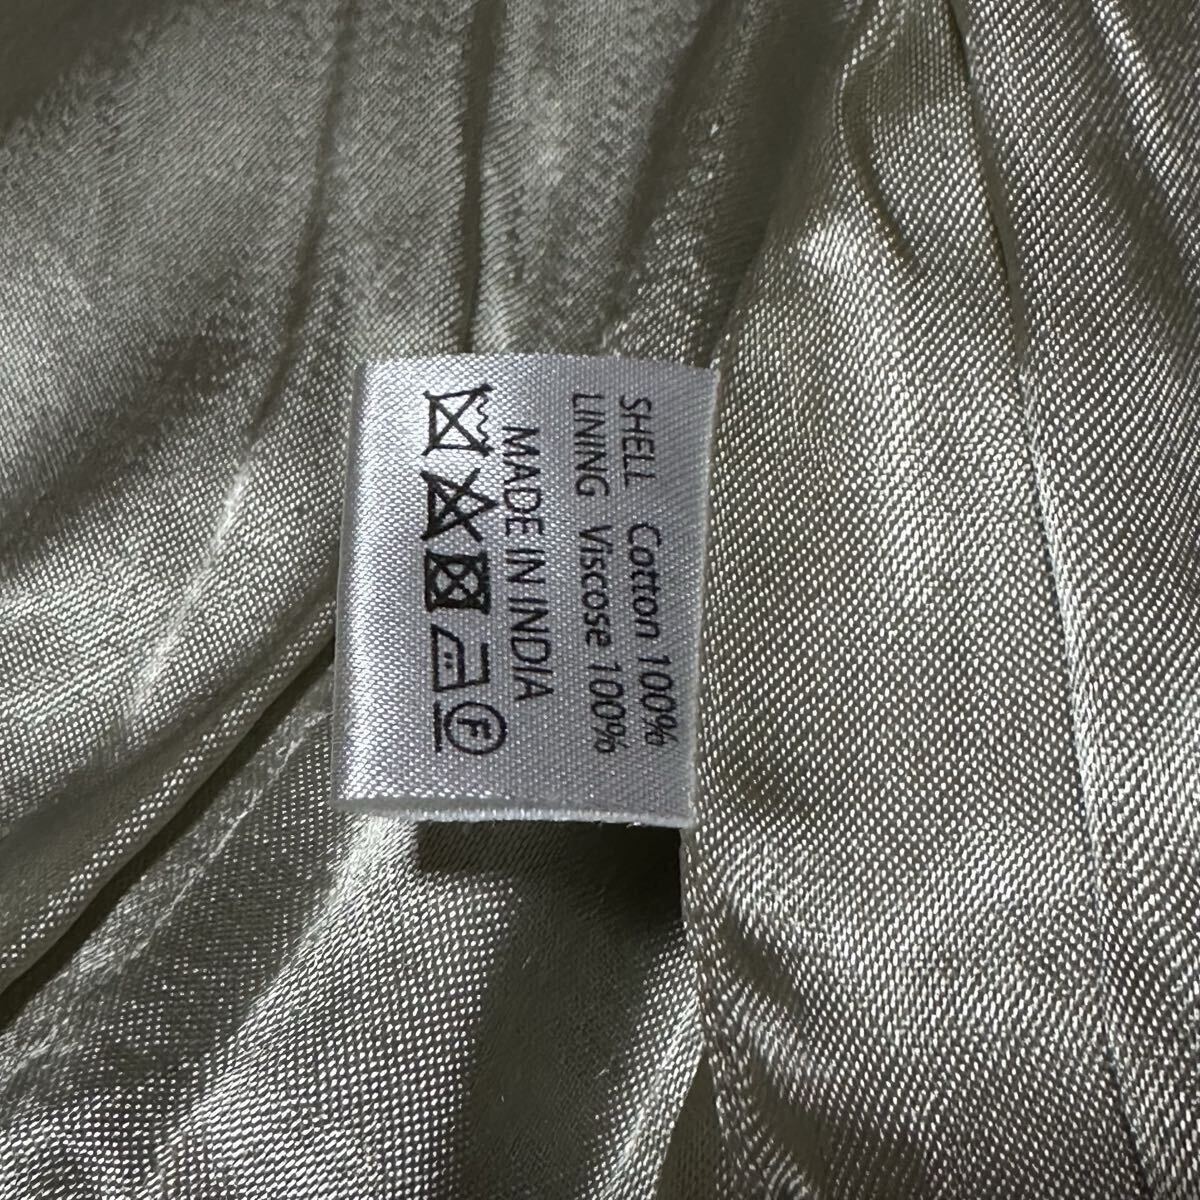 SHELL Cotton 100%
LINING Viscose 100%
MADE IN INDIA
F